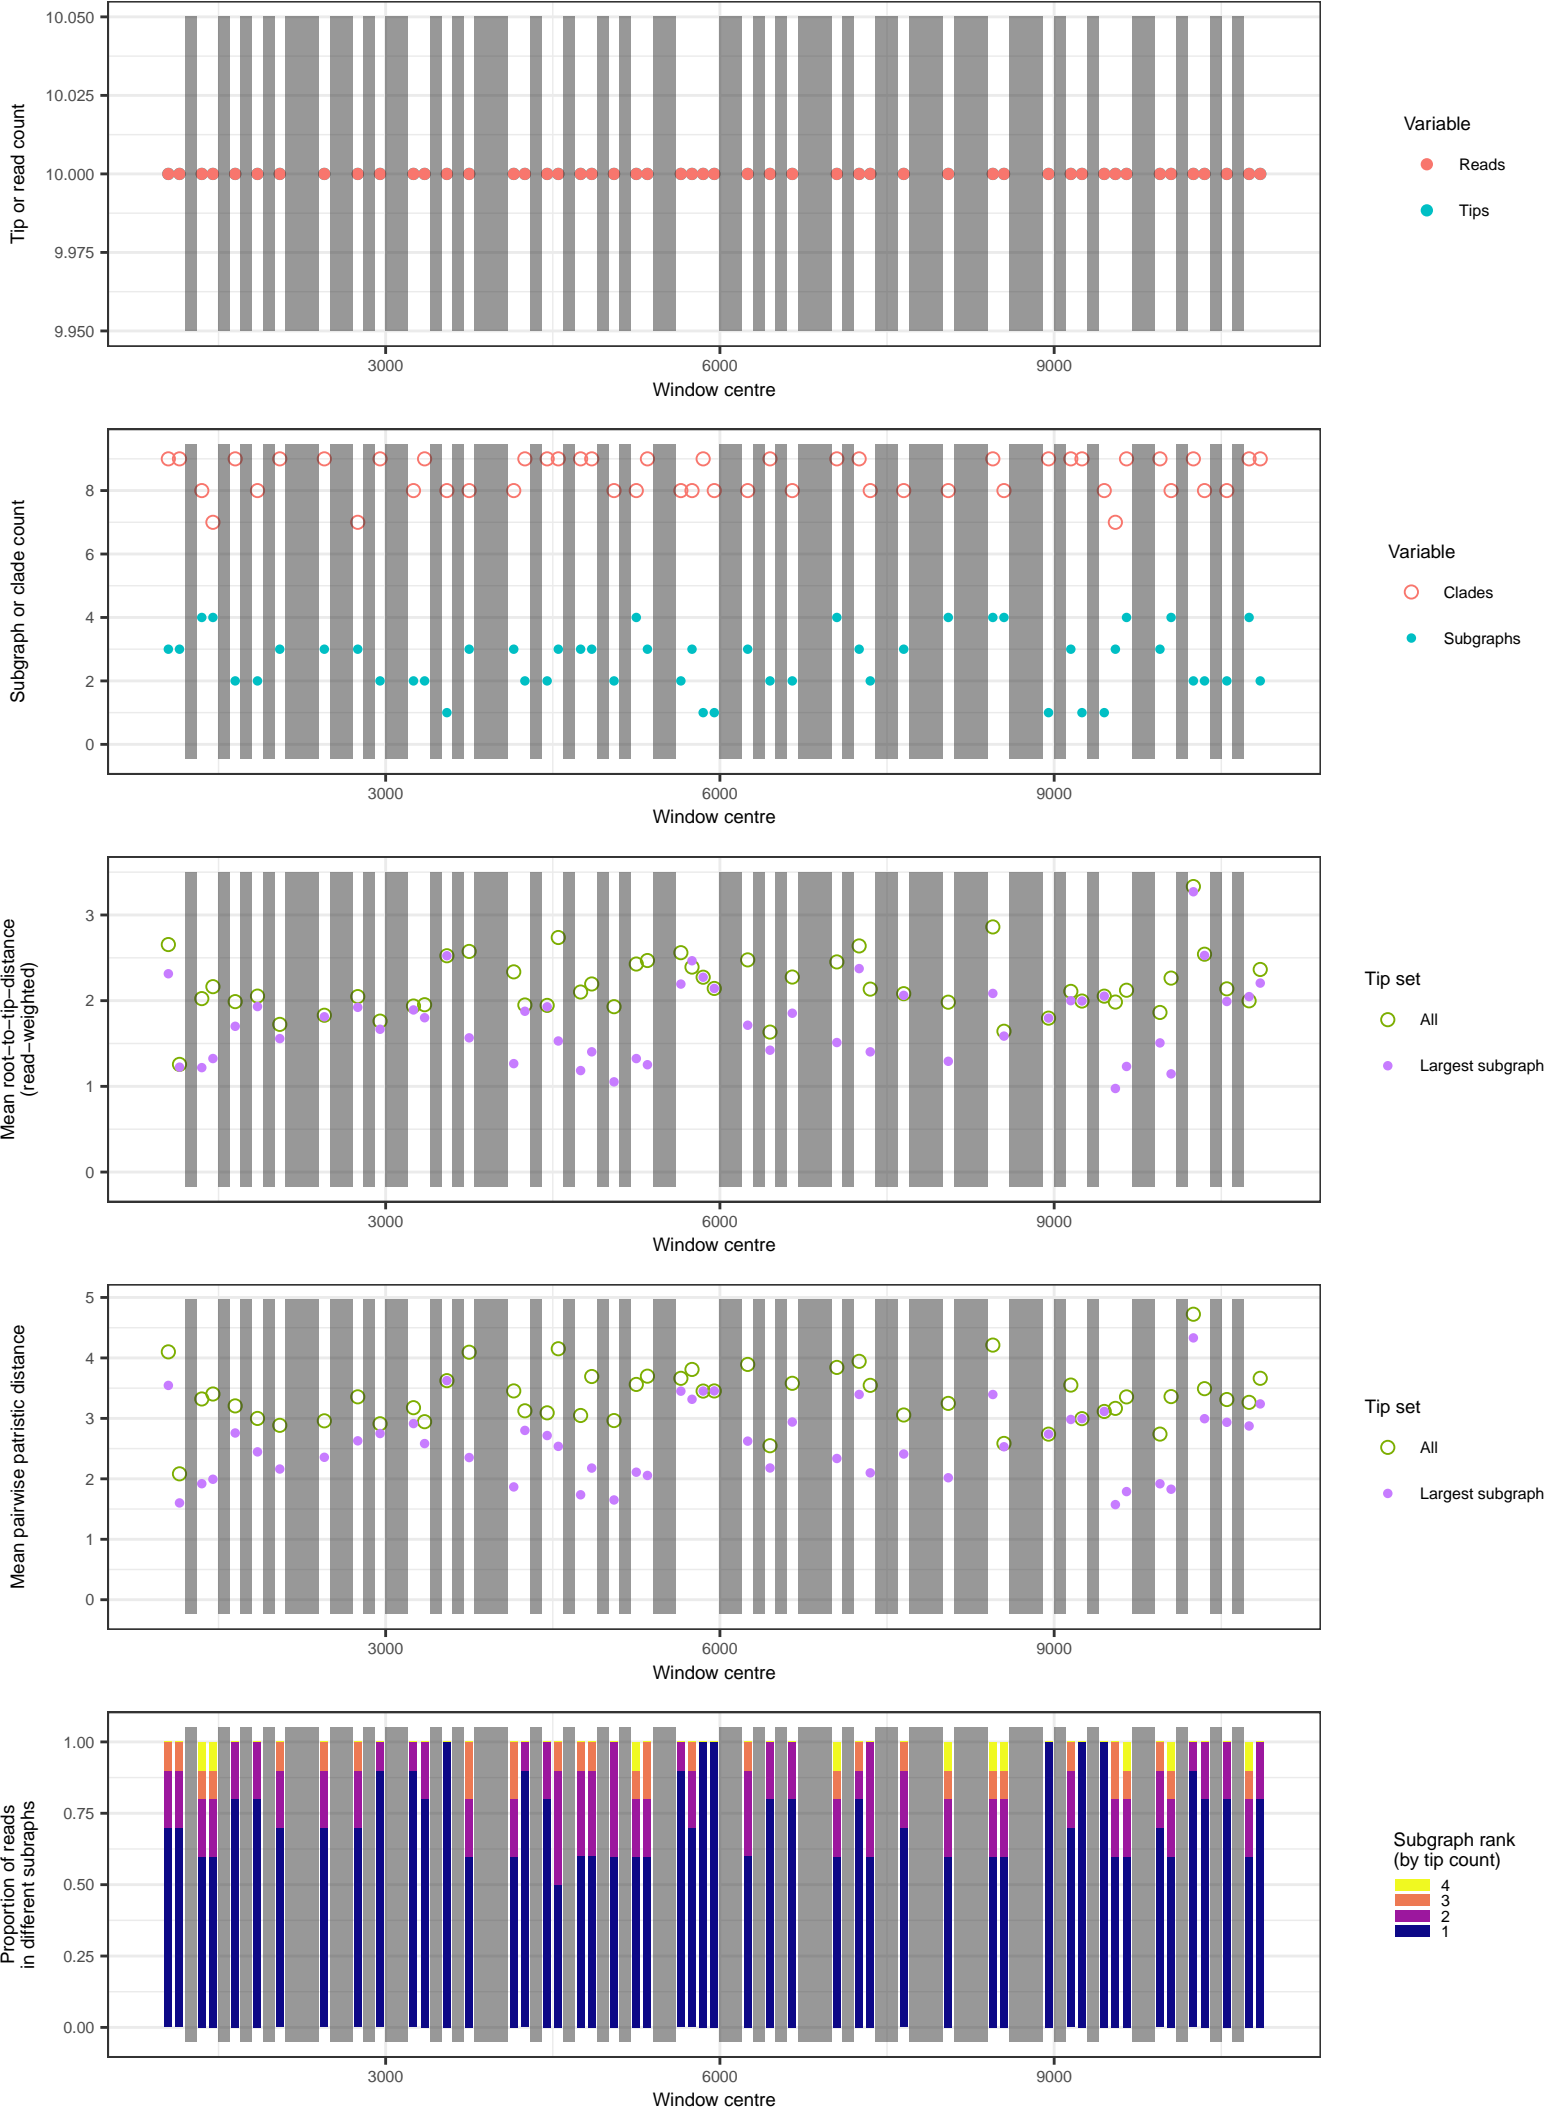 10.050
10.025
10.000
9.975
9.950
Tip or read count
3000
6000
9000
Window centre
Variable
Reads
Tips
8
6
4
2
0
Subgraph or clade count
3000
6000
9000
Window centre
Variable
Clades
Subgraphs
3
2
1
0
Mean root−to−tip−distance
(read−weighted)
3000
6000
9000
Window centre
Tip set
All
Largest subgraph
5
4
3
2
1
0
Mean pairwise patristic distance
3000
6000
9000
Window centre
Tip set
All
Largest subgraph
1.00
0.75
0.50
0.25
0.00
Proportion of reads
in different subraphs
3000
6000
9000
Window centre
Subgraph rank
(by tip count)
4
3
2
1